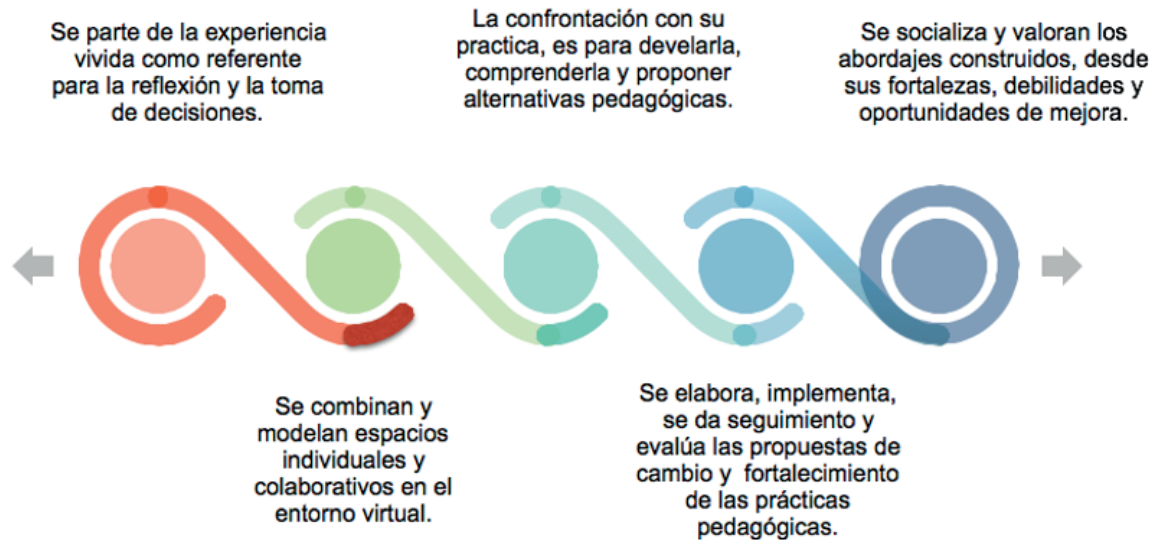 Se parte de la experiencia
vivida como referente
para la reflexión y la toma
de decisiones.
La confrontación con su
practica, es para develarla,
comprenderla y proponer
alternativas pedagógicas.
Se socializa y valoran los
abordajes construidos, desde
sus fortalezas, debilidades y
oportunidades de mejora.
Se combinan y
modelan espacios
individuales y
colaborativos en el
entorno virtual.
Se elabora, implementa,
se da seguimiento y
evalúa las propuestas de
cambio y  fortalecimiento
de las prácticas
pedagógicas.